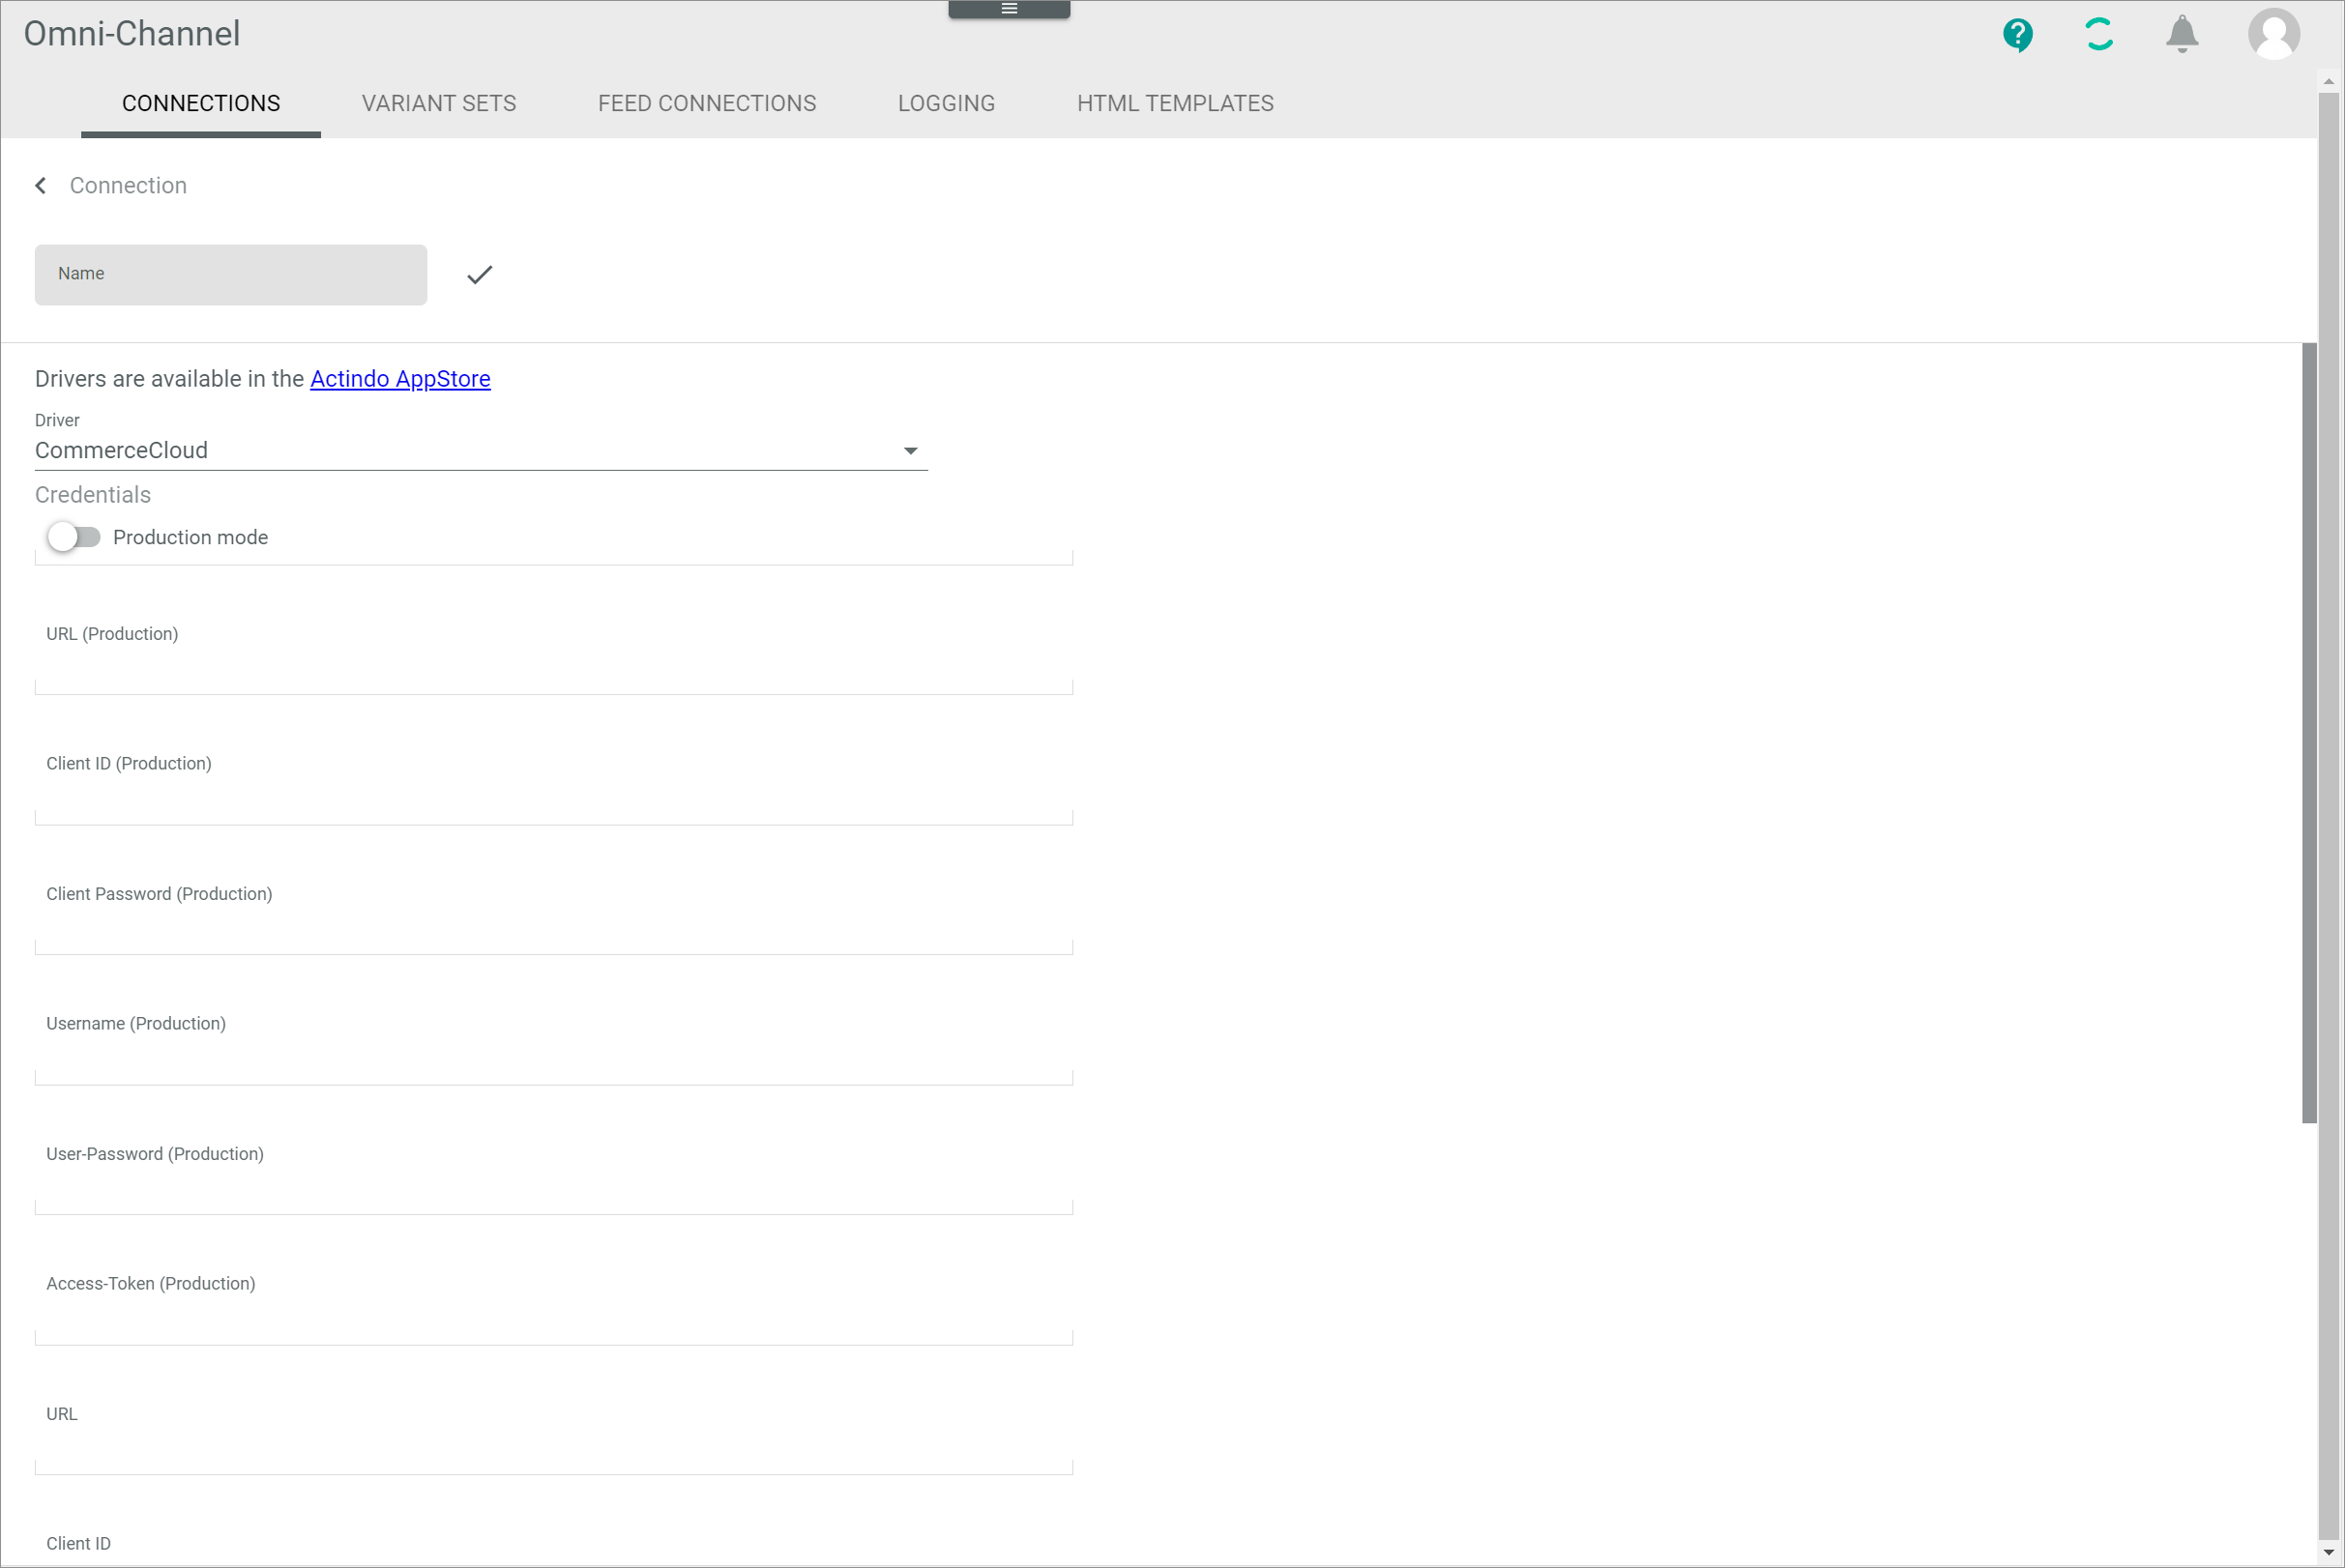 Omni-Channel
CONNECTIONS VARIANT SETS FEED CONNECTIONS LOGGING HTML TEMPLATES
Connection
Name
Drivers are available in the Actindo AppStore
Driver
CommerceCloud
Credentials
Production mode
URL (Production)
Client ID (Production)
Client Password (Production)
Username (Production)
User-Password (Production)
Access-Token (Production)
URL
Client ID